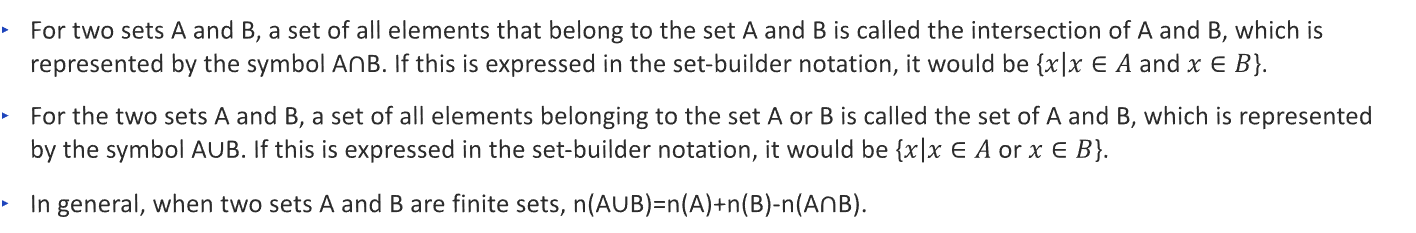 ‣ For two sets A and B, a set of all elements that belong to the set A and B is called the intersection of A and B, which is
represented by the symbol A∩B. If this is expressed in the set-builder notation, it would be {x|x ∈ A and x ∈ B}.
‣ For the two sets A and B, a set of all elements belonging to the set A or B is called the set of A and B, which is represented
by the symbol A∪B. If this is expressed in the set-builder notation, it would be {x|x ∈ A or x ∈ B}.
‣ In general, when two sets A and B are finite sets, n(A∪B)=n(A)+n(B)-n(A∩B).